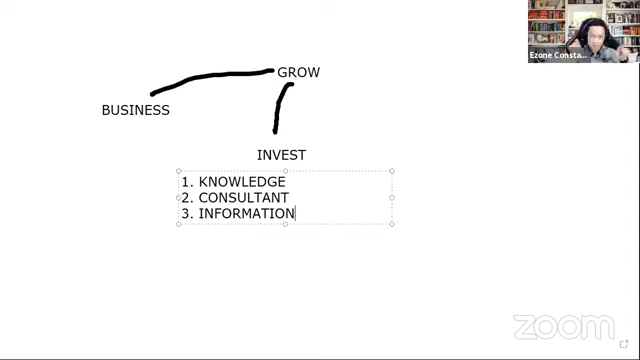 Ezone Consta...
GROW
BUSINESS
INVEST
1. KNOWLEDGE
2. CONSULTANT
3. INFORMATION
zoom